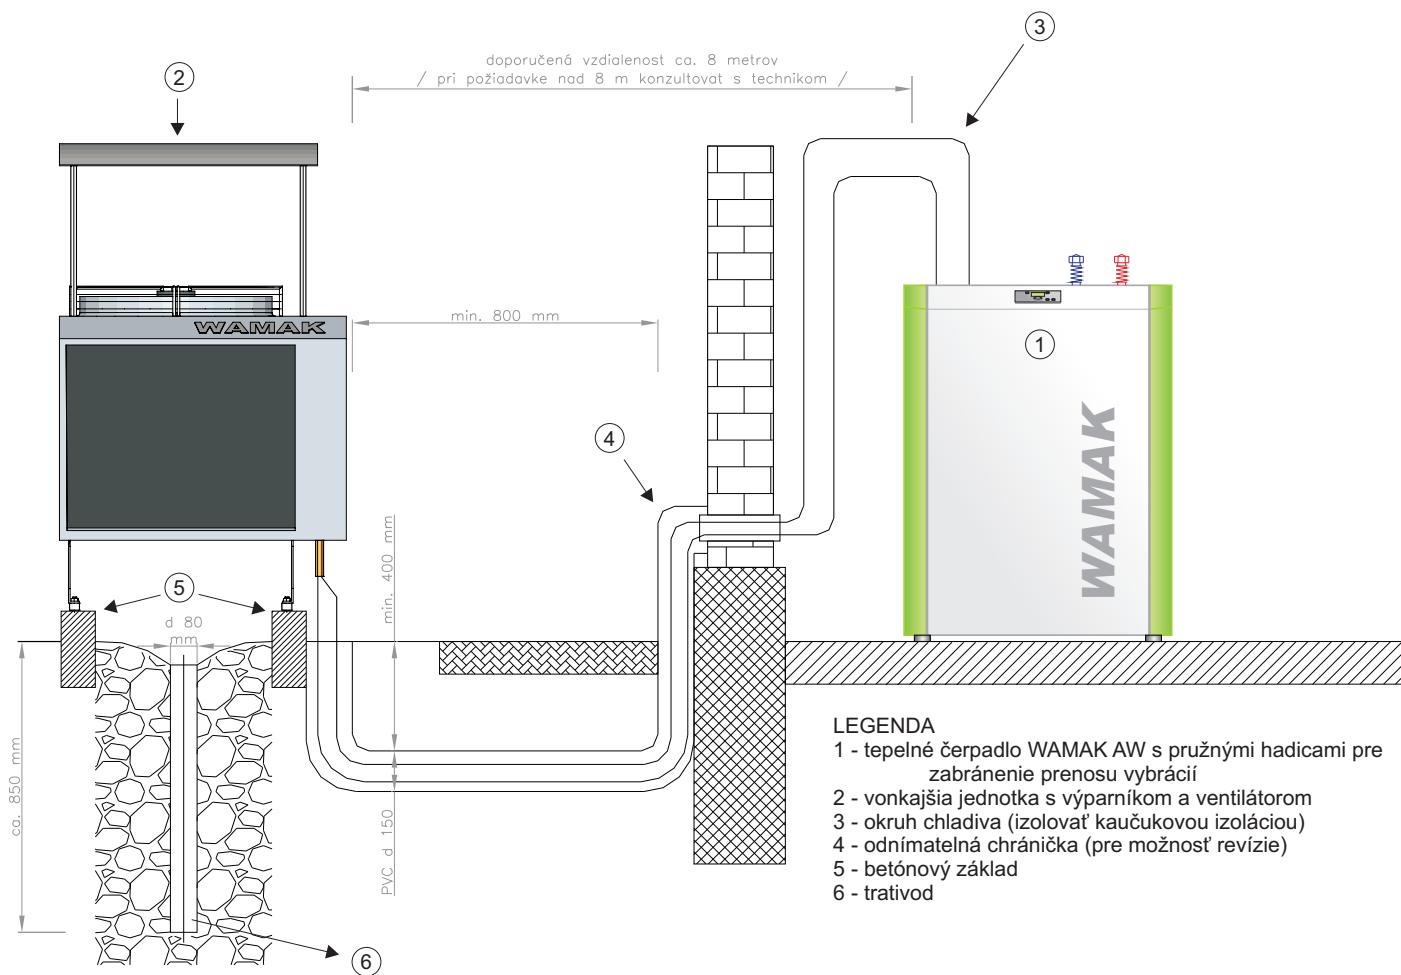 3
doporučená vzdialenost ca. 8 metrov
/ pri požiadavke nad 8 m konzultovat s technikom /
2
WAMAK
min. 800 mm
1
4
WAMAK
min. 400 mm
5
d 80
mm
ca. 850 mm
PVC d 150
6
LEGENDA
1 - tepelné čerpadlo WAMAK AW s pružnými hadicami pre
zabránenie prenosu vybrácií
2 - vonkajšia jednotka s výparníkom a ventilátorom
3 - okruh chladiva (izolovať kaučukovou izoláciou)
4 - odnímatelná chránička (pre možnosť revízie)
5 - betónový základ
6 - trativod